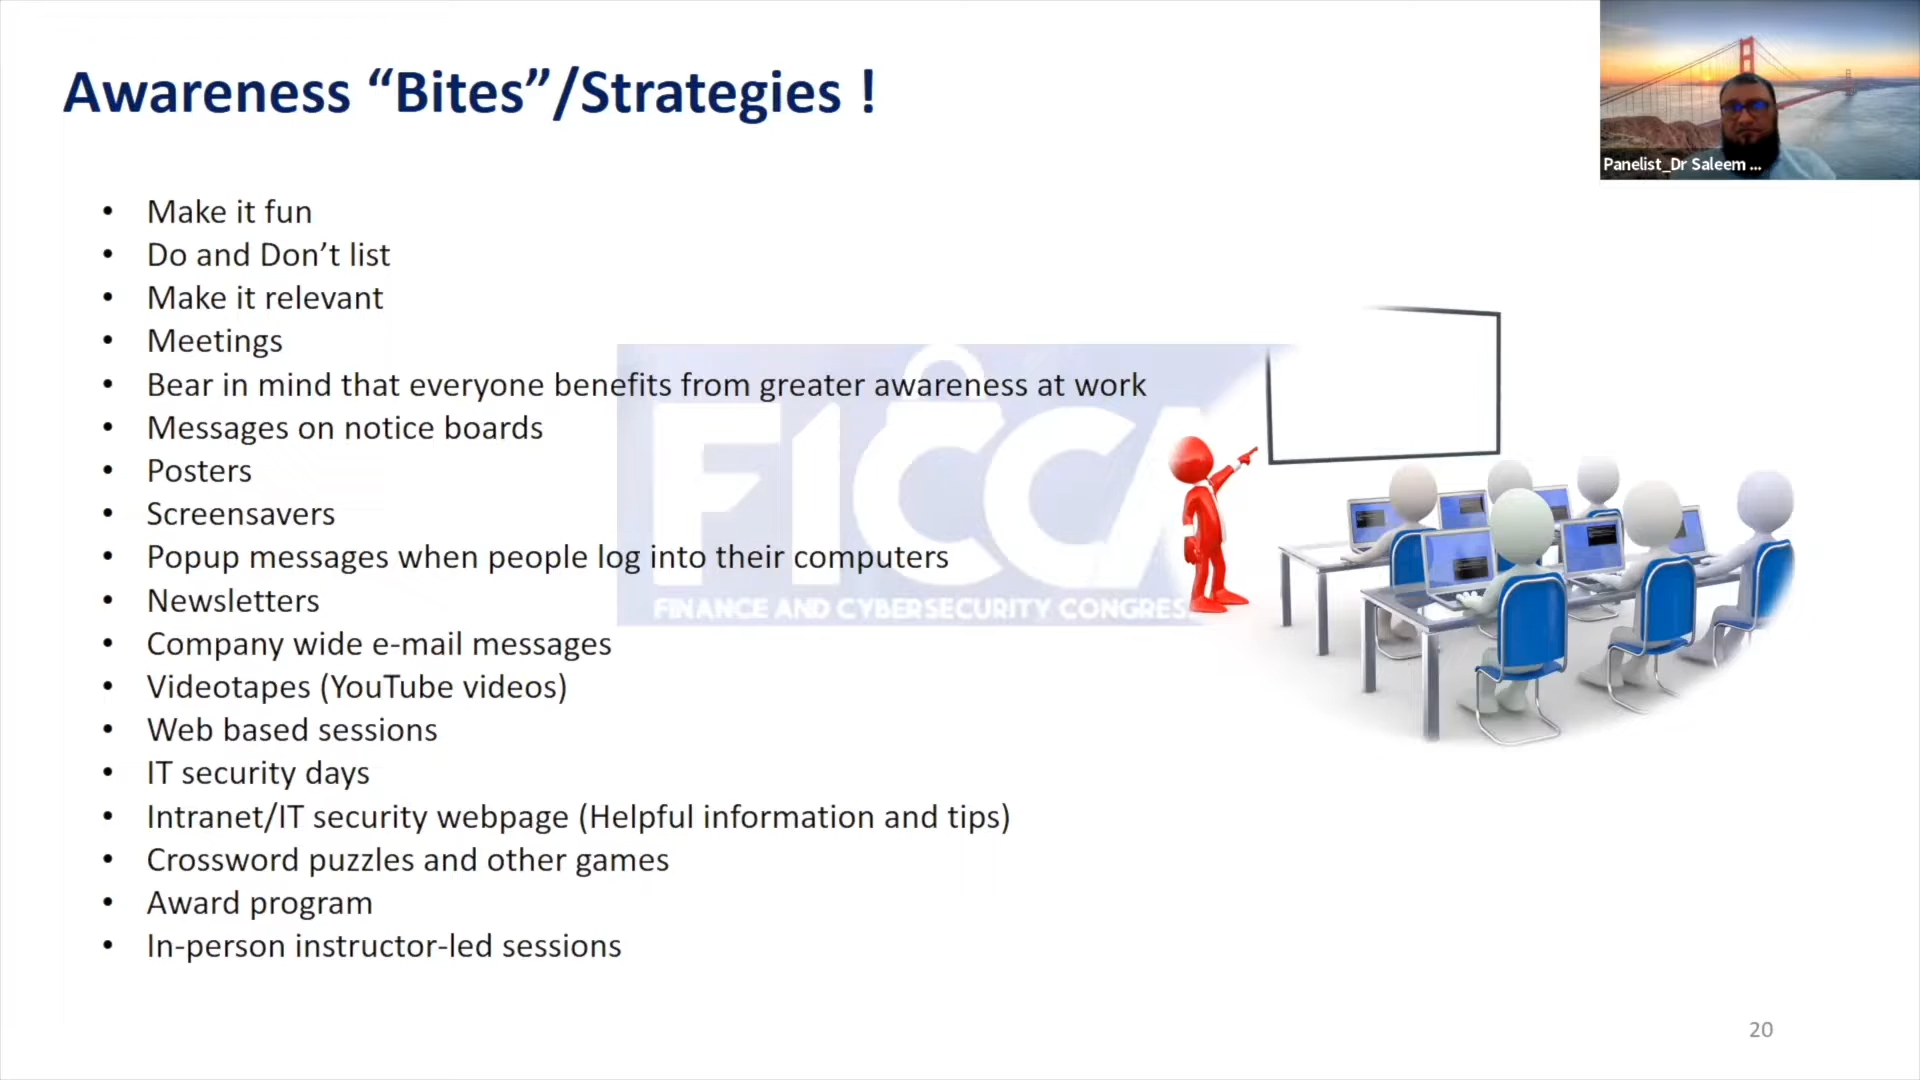 Awareness “Bites”/Strategies !
Panelist_Dr Saleem ...
• Make it fun
• Do and Don’t list
• Make it relevant
• Meetings
• Bear in mind that everyone benefits from greater awareness at work
• Messages on notice boards
• Posters
• Screensavers
• Popup messages when people log into their computers
• Newsletters
• Company wide e-mail messages
• Videotapes (YouTube videos)
• Web based sessions
• IT security days
• Intranet/IT security webpage (Helpful information and tips)
• Crossword puzzles and other games
• Award program
• In-person instructor-led sessions
F1CCA
FINANCE AND CYBERSECURITY CONGRES
20